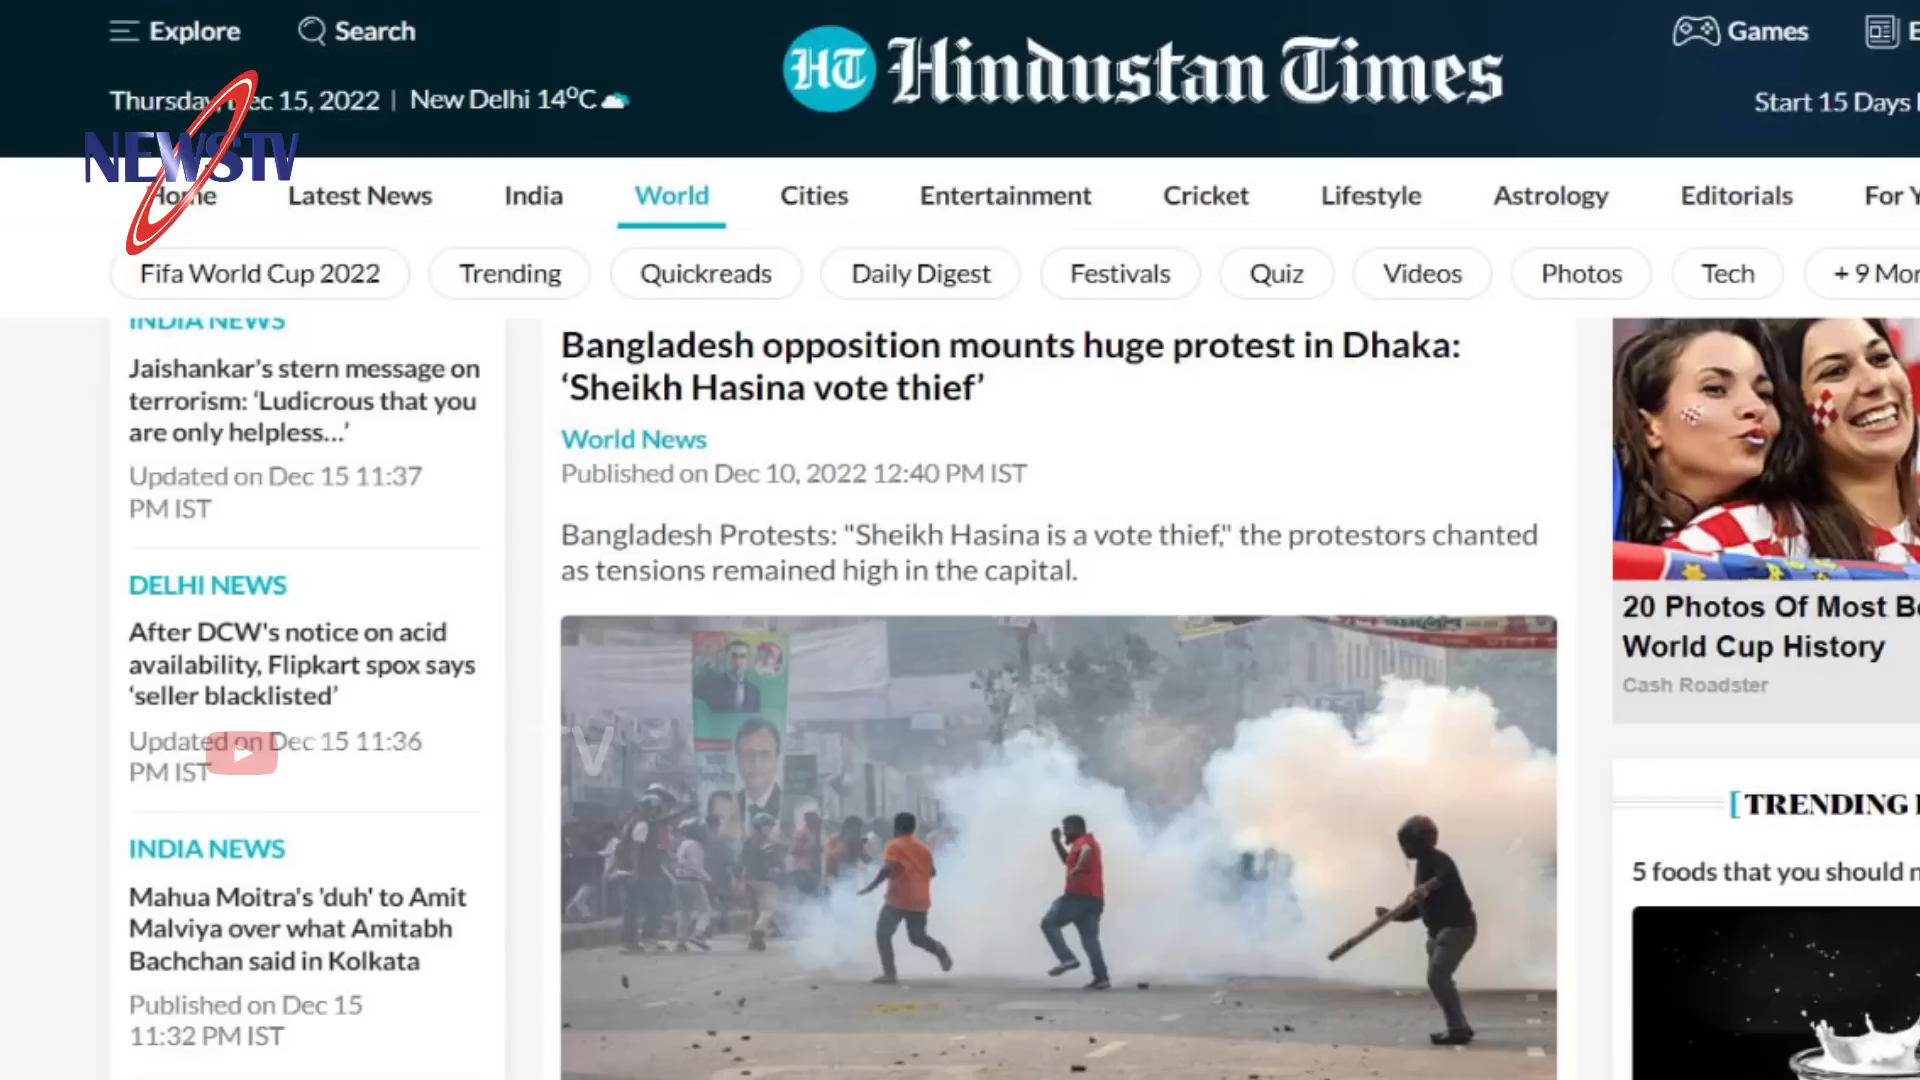 Explore
Search
Games
Thursday, Dec 15, 2022 | New Delhi 14°C
HT Hindustan Times
Start 15 Days
NEWSTV
Home
Latest News
India
World
Cities
Entertainment
Cricket
Lifestyle
Astrology
Editorials
For
Fifa World Cup 2022
Trending
Quickreads
Daily Digest
Festivals
Quiz
Videos
Photos
Tech
+ 9
INDIA NEWS
Jaishankar's stern message on
terrorism: ‘Ludicrous that you
are only helpless...’
Updated on Dec 15 11:37
PM IST
DELHI NEWS
After DCW's notice on acid
availability, Flipkart spox says
‘seller blacklisted’
Updated on Dec 15 11:36
PM IST
INDIA NEWS
Mahua Moitra's 'duh' to Amit
Malviya over what Amitabh
Bachchan said in Kolkata
Published on Dec 15
11:32 PM IST
Bangladesh opposition mounts huge protest in Dhaka:
‘Sheikh Hasina vote thief’
World News
Published on Dec 10, 2022 12:40 PM IST
Bangladesh Protests: "Sheikh Hasina is a vote thief," the protestors chanted
as tensions remained high in the capital.
TV
20 Photos Of Most
World Cup History
Cash Roadster
[TRENDING
5 foods that you should